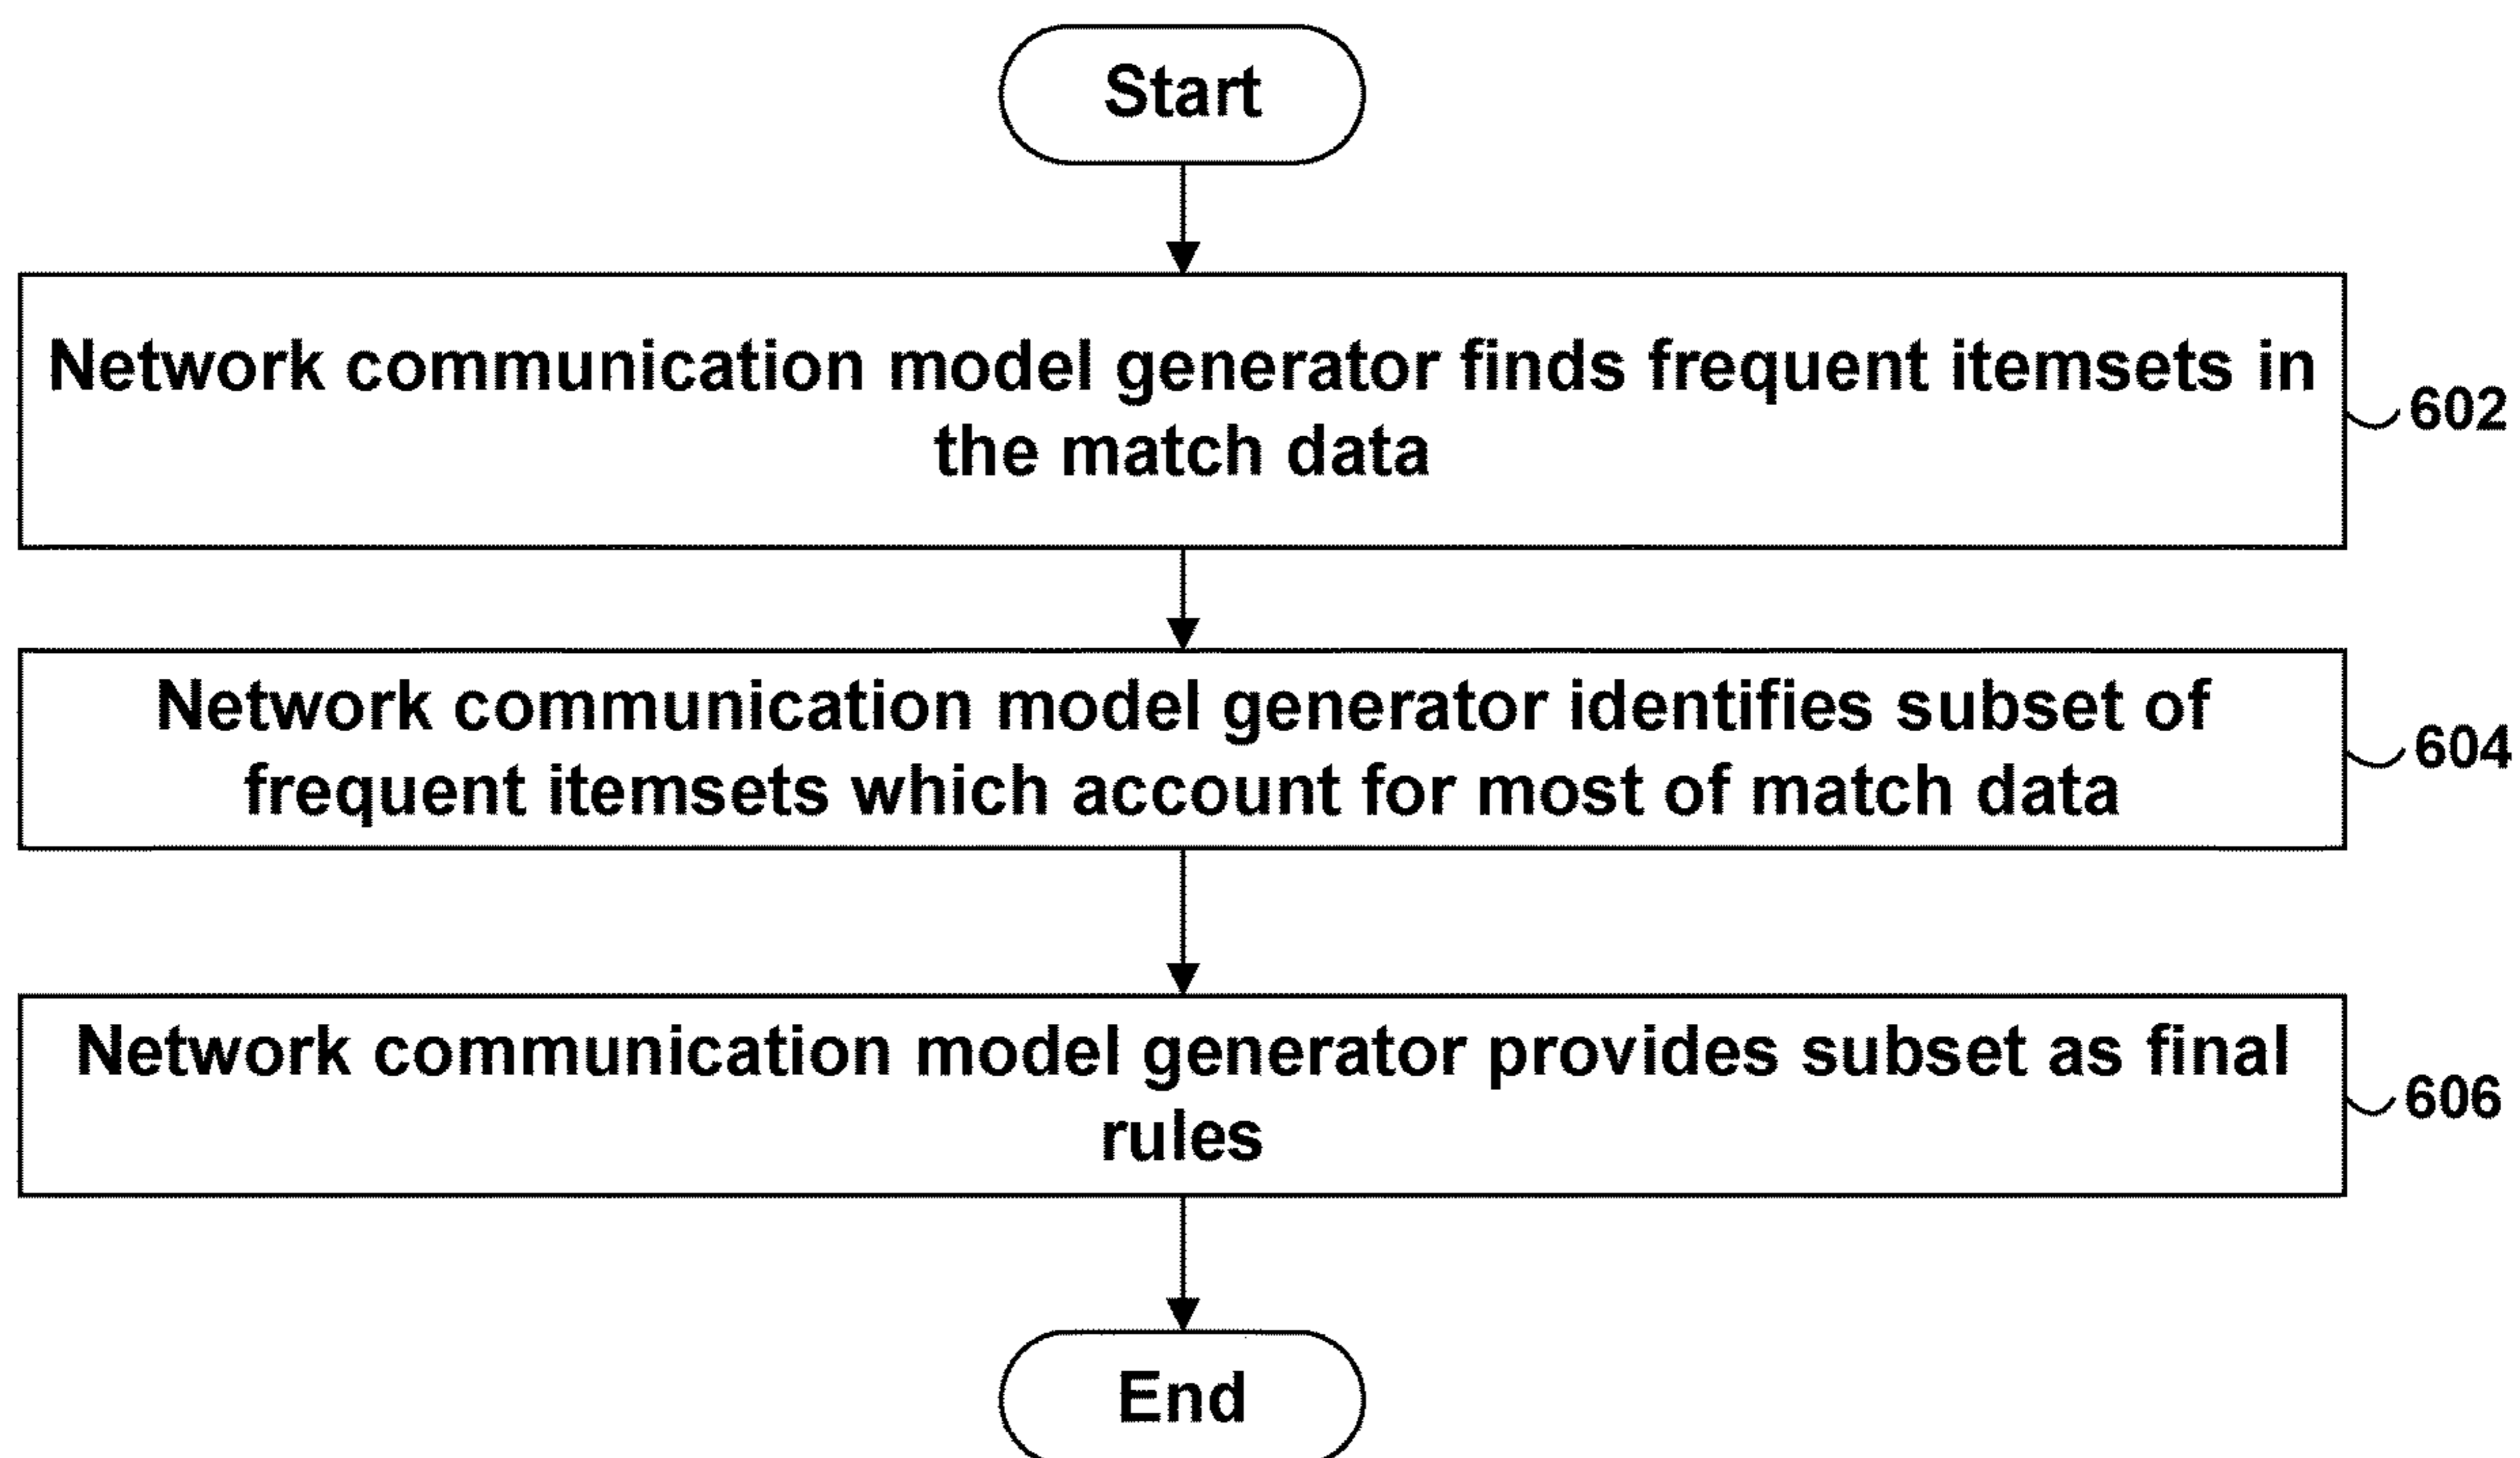 Start
Network communication model generator finds frequent itemsets in
the match data
602
Network communication model generator identifies subset of
frequent itemsets which account for most of match data
604
Network communication model generator provides subset as final
rules
606
End